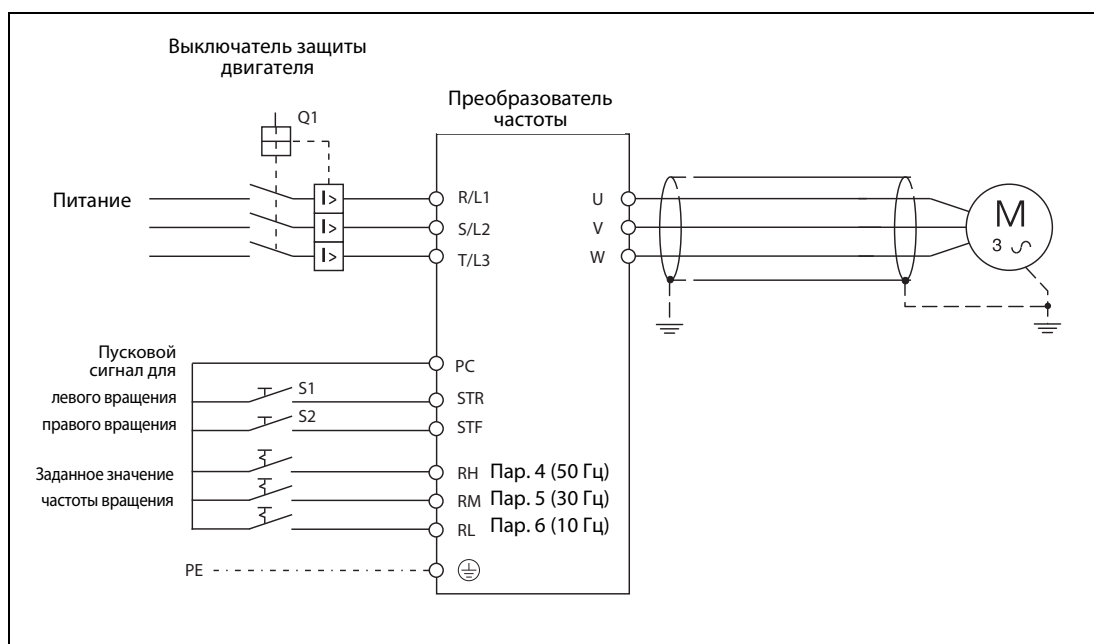 Выключатель защиты
двигателя
Q1
Преобразователь
частоты
Питание
I>
I>
I>
R/L1
S/L2
T/L3
U
V
W
M
3
Пусковой
сигнал для
левого вращения
правого вращения
S1
S2
PC
STR
STF
Заданное значение
частоты вращения
RH Пар. 4 (50 Гц)
RM Пар. 5 (30 Гц)
RL Пар. 6 (10 Гц)
PE